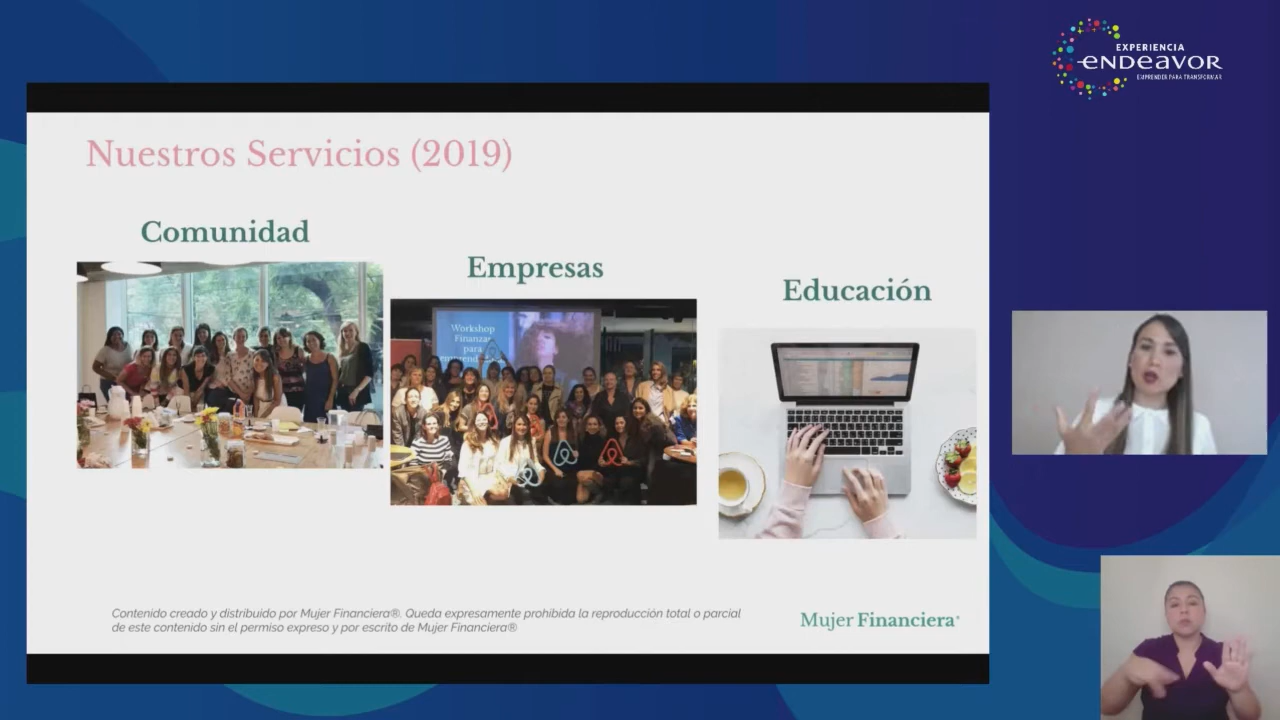 EXPERIENCIA
enDeavor
EMPRENDER PARA TRANSFORMAR
Nuestros Servicios (2019)
Comunidad
Empresas
Educación
Workshop
Finanzas
para
Contenido creado y distribuido por Mujer Financiera®. Queda expresamente prohibida la reproducción total o parcial
de este contenido sin el permiso expreso y por escrito de Mujer Financiera®
Mujer Financiera®